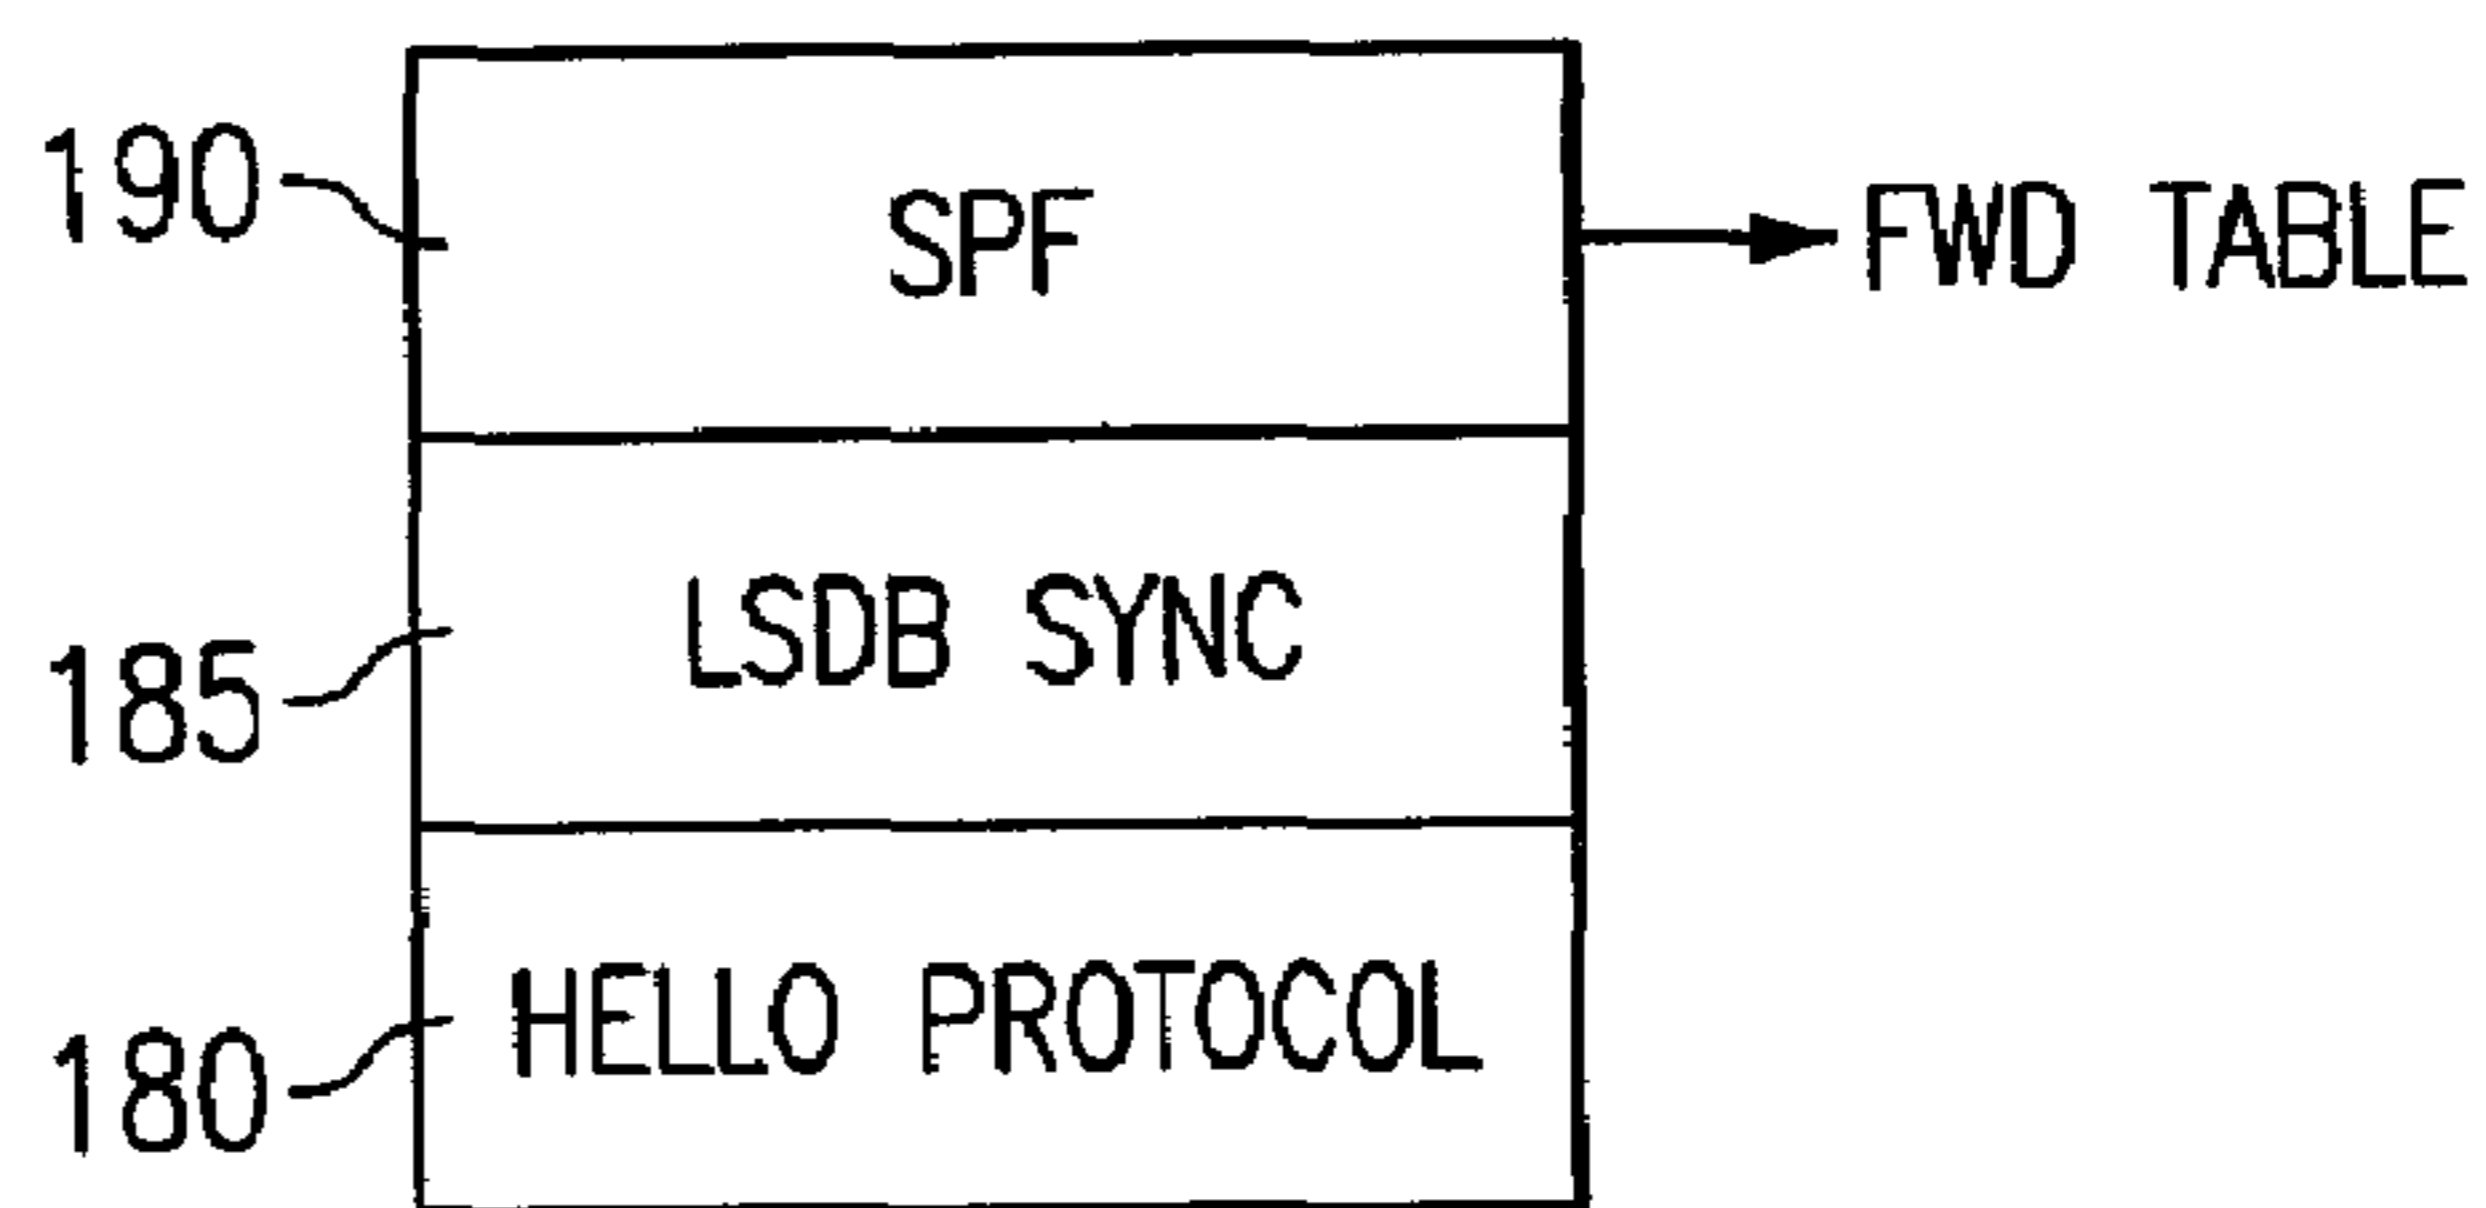 190
SPF
FWD TABLE
185
LSDB SYNC
180
HELLO PROTOCOL